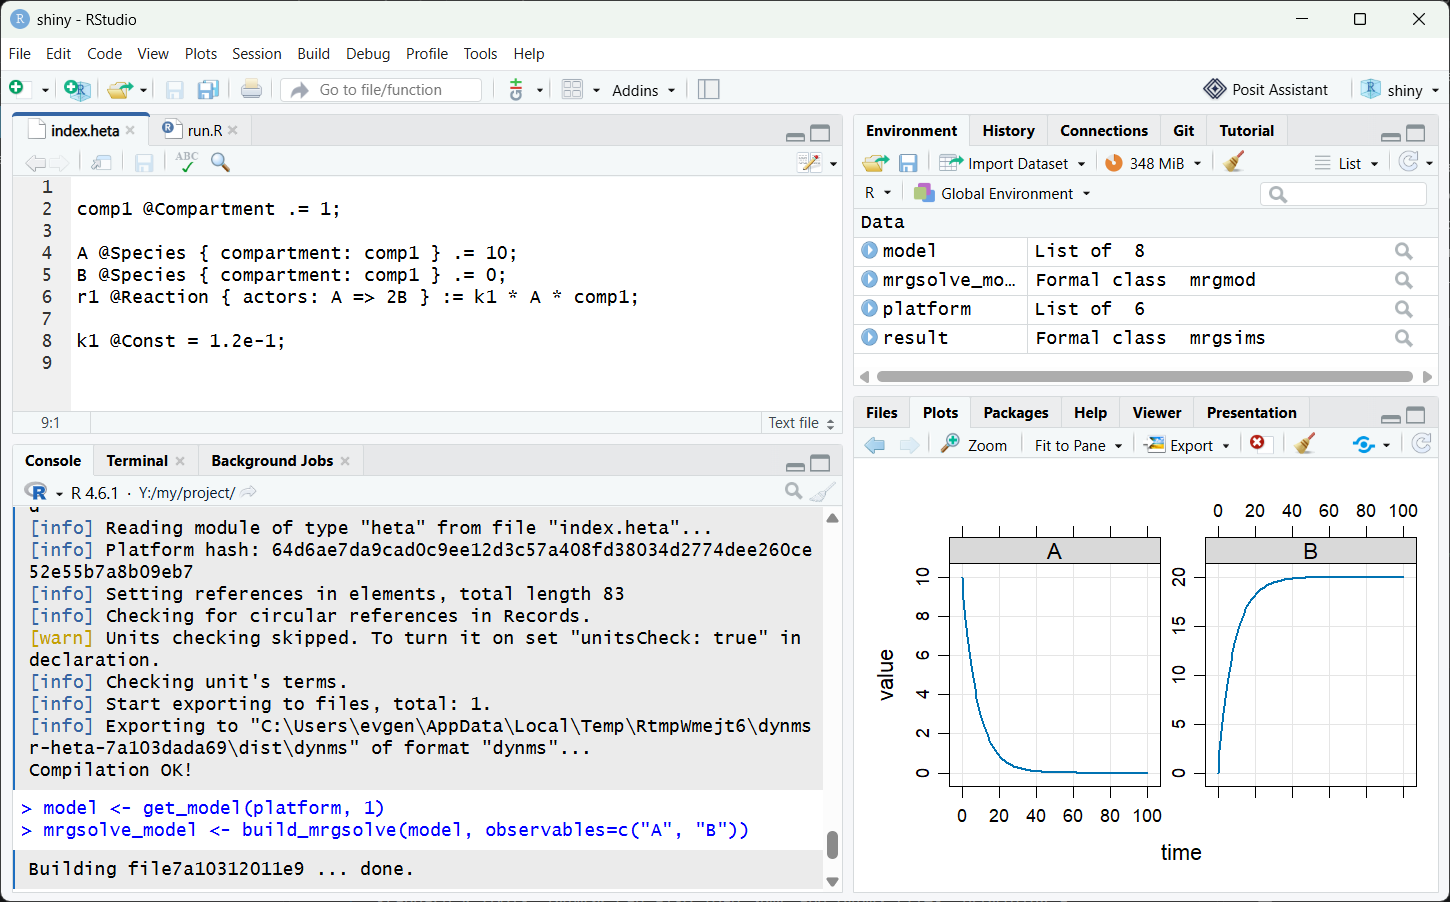 shiny - RStudio
File Edit Code View Plots Session Build Debug Profile Tools Help
Go to file/function Addins Posit Assistant shiny
index.heta run.R
ABC
1
2 comp1 @Compartment .= 1;
3
4 A @Species { compartment: comp1 } .= 10;
5 B @Species { compartment: comp1 } .= 0;
6 r1 @Reaction { actors: A => 2B } := k1 * A * comp1;
7
8 k1 @Const = 1.2e-1;
9
9:1 Text file
Console Terminal Background Jobs
R R 4.6.1 · Y:/my/project/
[info] Reading module of type "heta" from file "index.heta"...
[info] Platform hash: 64d6ae7da9cad0c9ee12d3c57a408fd38034d2774dee260ce
52e55b7a8b09eb7
[info] Setting references in elements, total length 83
[info] Checking for circular references in Records.
[warn] Units checking skipped. To turn it on set "unitsCheck: true" in
declaration.
[info] Checking unit's terms.
[info] Start exporting to files, total: 1.
[info] Exporting to "C:\Users\evgen\AppData\Local\Temp\RtmpWmejt6\dynms
r-heta-7a103dada69\dist\dynms" of format "dynms"...
Compilation OK!
> model <- get_model(platform, 1)
> mrgsolve_model <- build_mrgsolve(model, observables=c("A", "B"))
Building file7a10312011e9 ... done.
Environment History Connections Git Tutorial
Import Dataset 348 MiB List
R Global Environment
Data
model List of 8
mrgsolve_mo... Formal class mrgmod
platform List of 6
result Formal class mrgsims
Files Plots Packages Help Viewer Presentation
Zoom Fit to Pane Export
0 20 40 60 80 100
A B
value
10
8
6
4
2
0
20
15
10
5
0
0 20 40 60 80 100
time